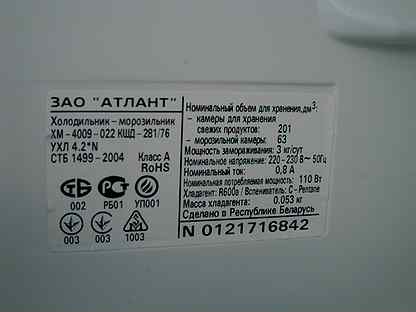 ЗАО "АТЛАНТ"
Холодильник – морозильник
ХМ – 4009 – 022 КШД – 281/76
УХЛ 4.2*N
СТБ 1499 – 2004 Класс А
RoHS
002 РБ01 УП001
003 003 1003
Номинальный объем для хранения, дм³:
– камеры для хранения
свежих продуктов: 201
– морозильной камеры: 63
Мощность замораживания: 3 кг/сут
Номинальное напряжение: 220 – 230 В ~ 50Гц
Номинальный ток: 0,8 А
Номинальная потребляемая мощность: 110 Вт
Хладагент: R600a / Вспениватель: C – Pentane
Масса хладагента: 0.053 кг
Сделано в Республике Беларусь
N 0121716842